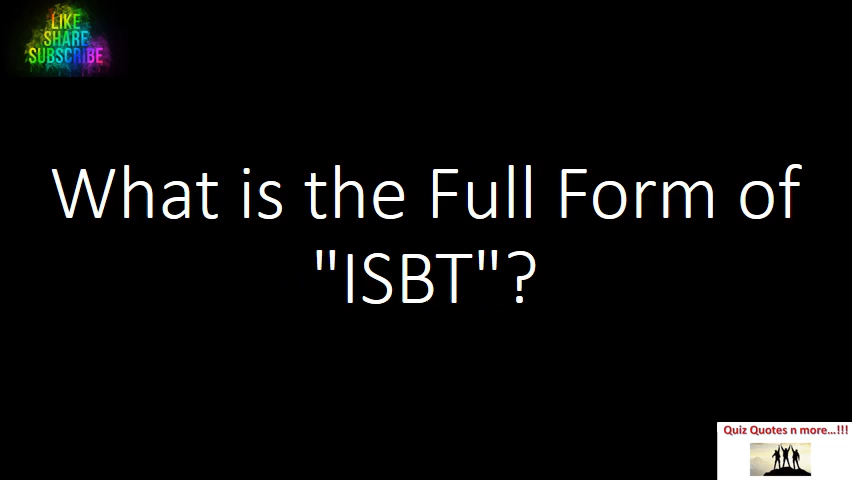 LIKE
SHARE
SUBSCRIBE
What is the Full Form of
"ISBT"?
Quiz Quotes n more...!!!